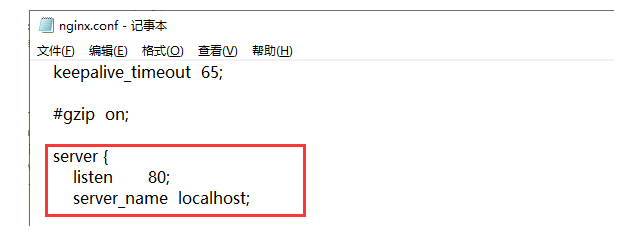 nginx.conf - 记事本
文件(F) 编辑(E) 格式(O) 查看(V) 帮助(H)
keepalive_timeout 65;
#gzip on;
server {
listen 80;
server_name localhost;